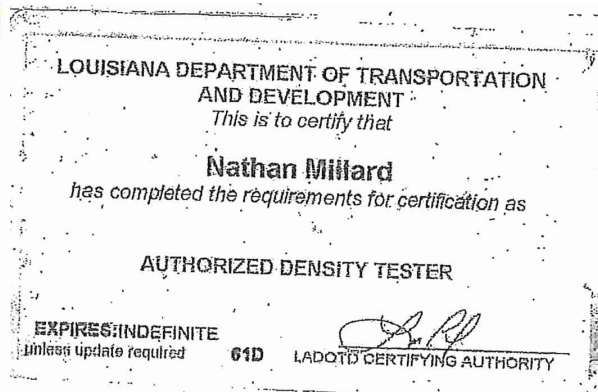 LOUISIANA DEPARTMENT OF TRANSPORTATION
AND DEVELOPMENT
This is to certify that
Nathan Millard
has completed the requirements for certification as
AUTHORIZED DENSITY TESTER
EXPIRES: INDEFINITE
unless update required 61D LADOTD CERTIFYING AUTHORITY